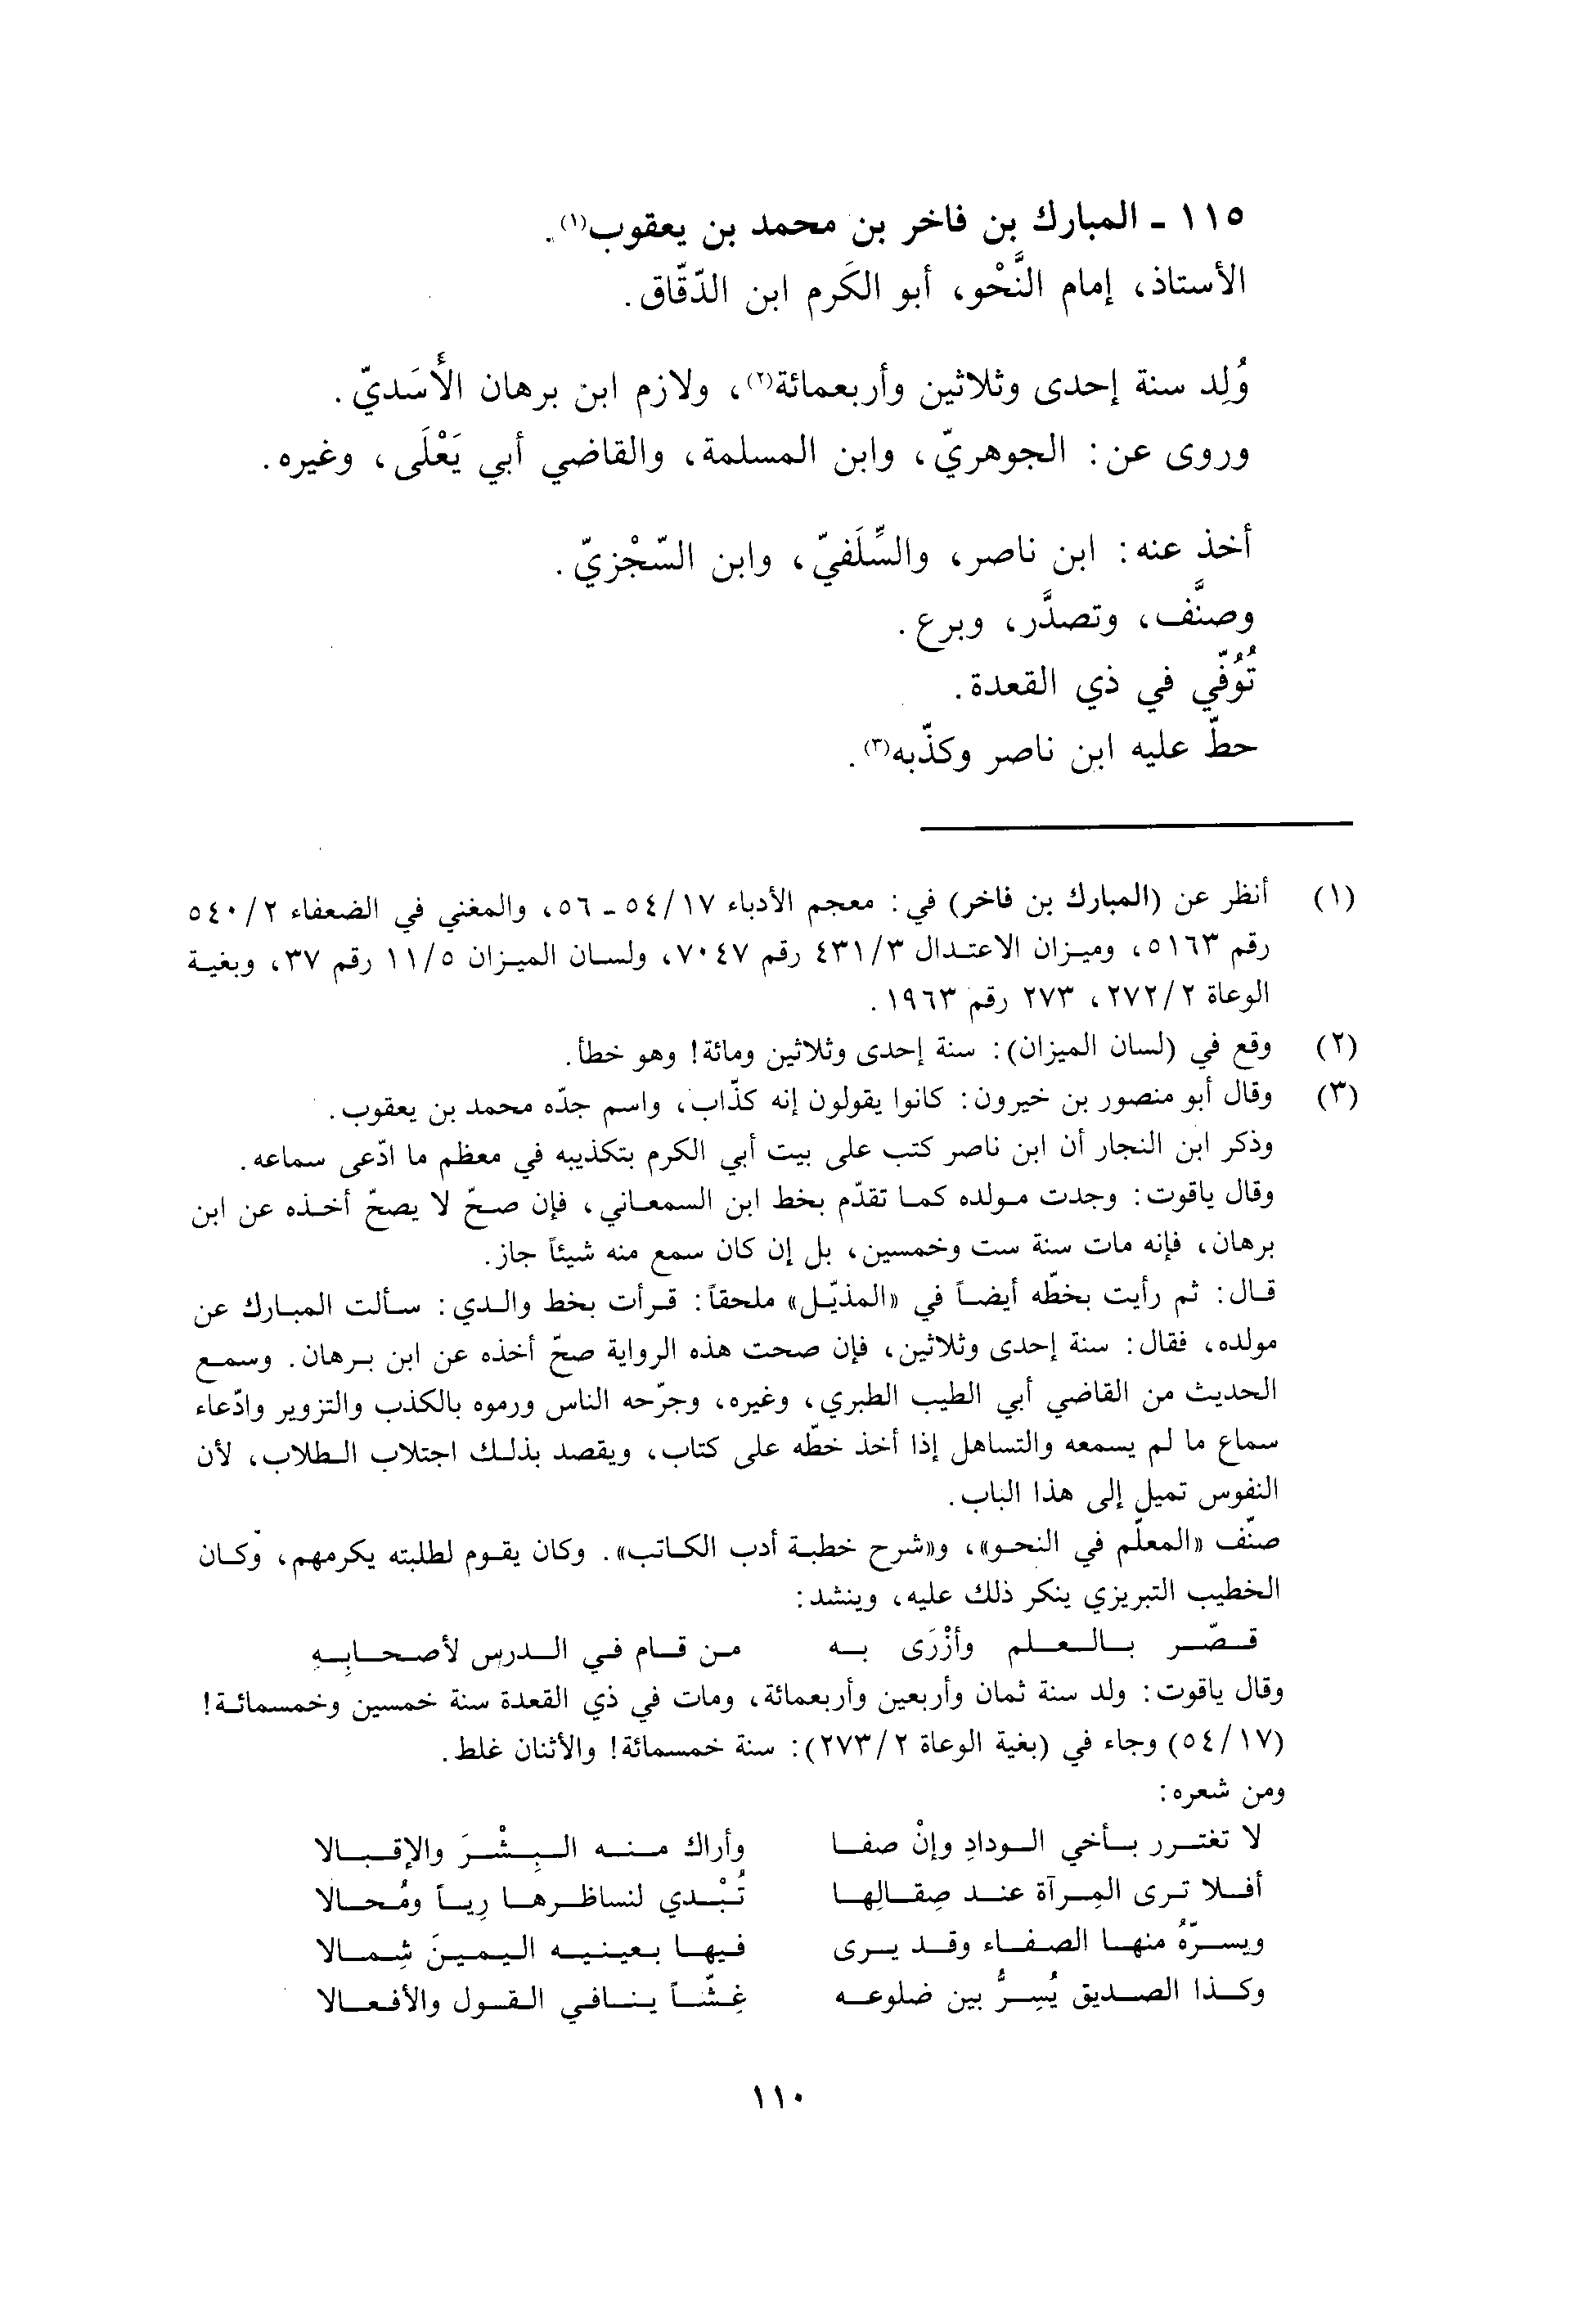 ١١٥ ـ المبارك بن فاخر بن محمد بن يعقوب(١).
الأستاذ، إمام النَّحْو، أبو الكَرم ابن الدّقّاق.
وُلِد سنة إحدى وثلاثين وأربعمائة(٢)، ولازم ابن برهان الأَسَديّ.
وروى عن: الجوهريّ، وابن المسلمة، والقاضي أبي يَعْلَى، وغيره.
أخذ عنه: ابن ناصر، والسِّلَفيّ، وابن السّجْزيّ.
وصنَّف، وتصدَّر، وبرع.
تُوُفّي في ذي القعدة.
حطّ عليه ابن ناصر وكذّبه(٣).
(١) أنظر عن (المبارك بن فاخر) في: معجم الأدباء ١٧/ ٥٤ ـ ٥٦، والمغني في الضعفاء ٢/ ٥٤٠
رقم ٥١٦٣، وميزان الاعتدال ٣/ ٤٣١ رقم ٧٠٤٧، ولسان الميزان ٥/ ١١ رقم ٣٧، وبغية
الوعاة ٢/ ٢٧٢، ٢٧٣ رقم ١٩٦٣.
(٢) وقع في (لسان الميزان): سنة إحدى وثلاثين ومائة! وهو خطأ.
(٣) وقال أبو منصور بن خيرون: كانوا يقولون إنه كذّاب، واسم جدّه محمد بن يعقوب.
وذكر ابن النجار أن ابن ناصر كتب على بيت أبي الكرم بتكذيبه في معظم ما ادّعى سماعه.
وقال ياقوت: وجدت مولده كما تقدّم بخط ابن السمعاني، فإن صحّ لا يصحّ أخذه عن ابن
برهان، فإنه مات سنة ست وخمسين، بل إن كان سمع منه شيئاً جاز.
قال: ثم رأيت بخطّه أيضاً في «المذيّل» ملحقاً: قرأت بخط والدي: سألت المبارك عن
مولده، فقال: سنة إحدى وثلاثين، فإن صحت هذه الرواية صحّ أخذه عن ابن برهان. وسمع
الحديث من القاضي أبي الطيب الطبري، وغيره، وجرّحه الناس ورموه بالكذب والتزوير وادّعاء
سماع ما لم يسمعه والتساهل إذا أخذ خطّه على كتاب، ويقصد بذلك اجتلاب الطلاب، لأن
النفوس تميل إلى هذا الباب.
صنّف «المعلّم في النحو»، و«شرح خطبة أدب الكاتب». وكان يقوم لطلبته يكرمهم، وكان
الخطيب التبريزي ينكر ذلك عليه، وينشد:
قصّر بالعلم وأزْرَى به من قام في الدرس لأصحابِهِ
وقال ياقوت: ولد سنة ثمان وأربعين وأربعمائة، ومات في ذي القعدة سنة خمسين وخمسمائة!
(١٧/ ٥٤) وجاء في (بغية الوعاة ٢/ ٢٧٣): سنة خمسمائة! والأثنان غلط.
ومن شعره:
لا تغترر بأخي الودادِ وإنْ صفا وأراك منه البِشْرَ والإقبالا
أفلا ترى المِرآة عند صِقالِها تُبْدي لنساظرها رِياً ومُحالا
ويسرّهُ منها الصفاء وقد يرى فيها بعينيه اليمينَ شِمالا
وكذا الصديق يُسِرُّ بين ضلوعه غِشّاً ينافي القول والأفعالا
١١٠